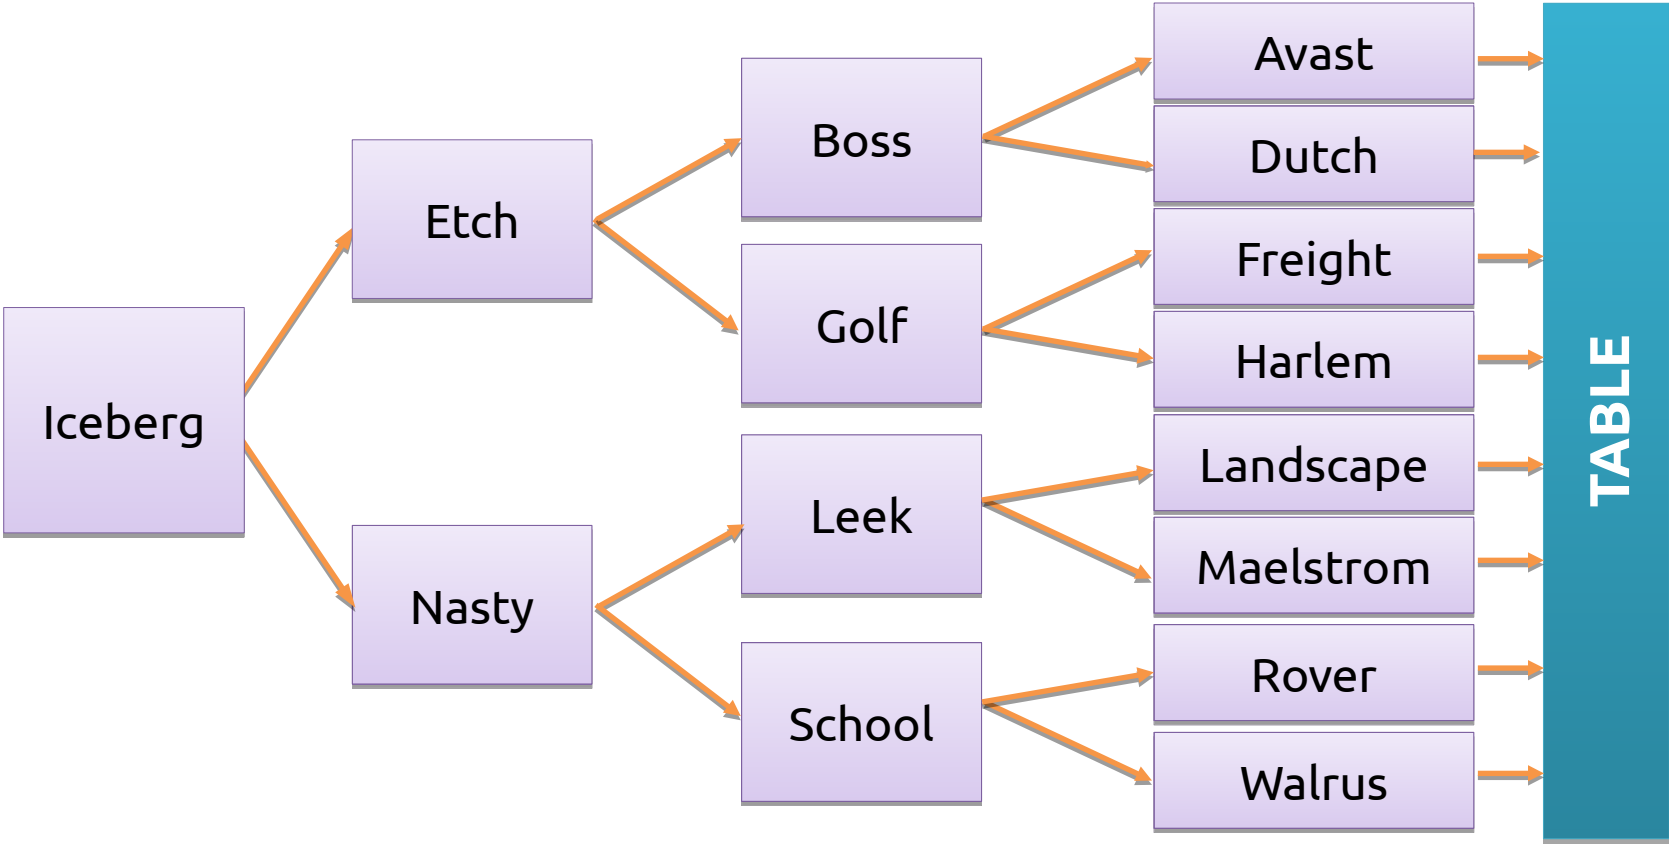 Iceberg
Etch
Nasty
Boss
Golf
Leek
School
Avast
Dutch
Freight
Harlem
Landscape
Maelstrom
Rover
Walrus
TABLE